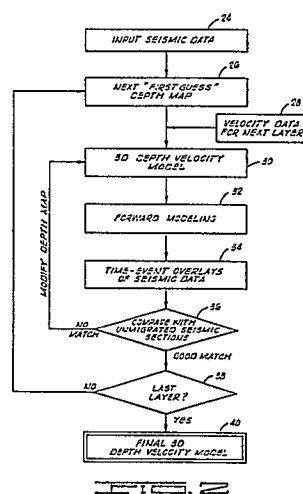 24
INPUT SEISMIC DATA
26
NEXT "FIRST GUESS"
DEPTH MAP
28
VELOCITY DATA
FOR NEXT LAYER
30
3D DEPTH VELOCITY
MODEL
MODIFY DEPTH MAP
32
FORWARD MODELING
34
TIME-EVENT OVERLAYS
OF SEISMIC DATA
36
COMPARE WITH
UNMIGRATED SEISMIC
SECTIONS
NO
MATCH
GOOD MATCH
38
LAST
LAYER?
NO
YES
40
FINAL 3D
DEPTH VELOCITY MODEL
FIG. 2